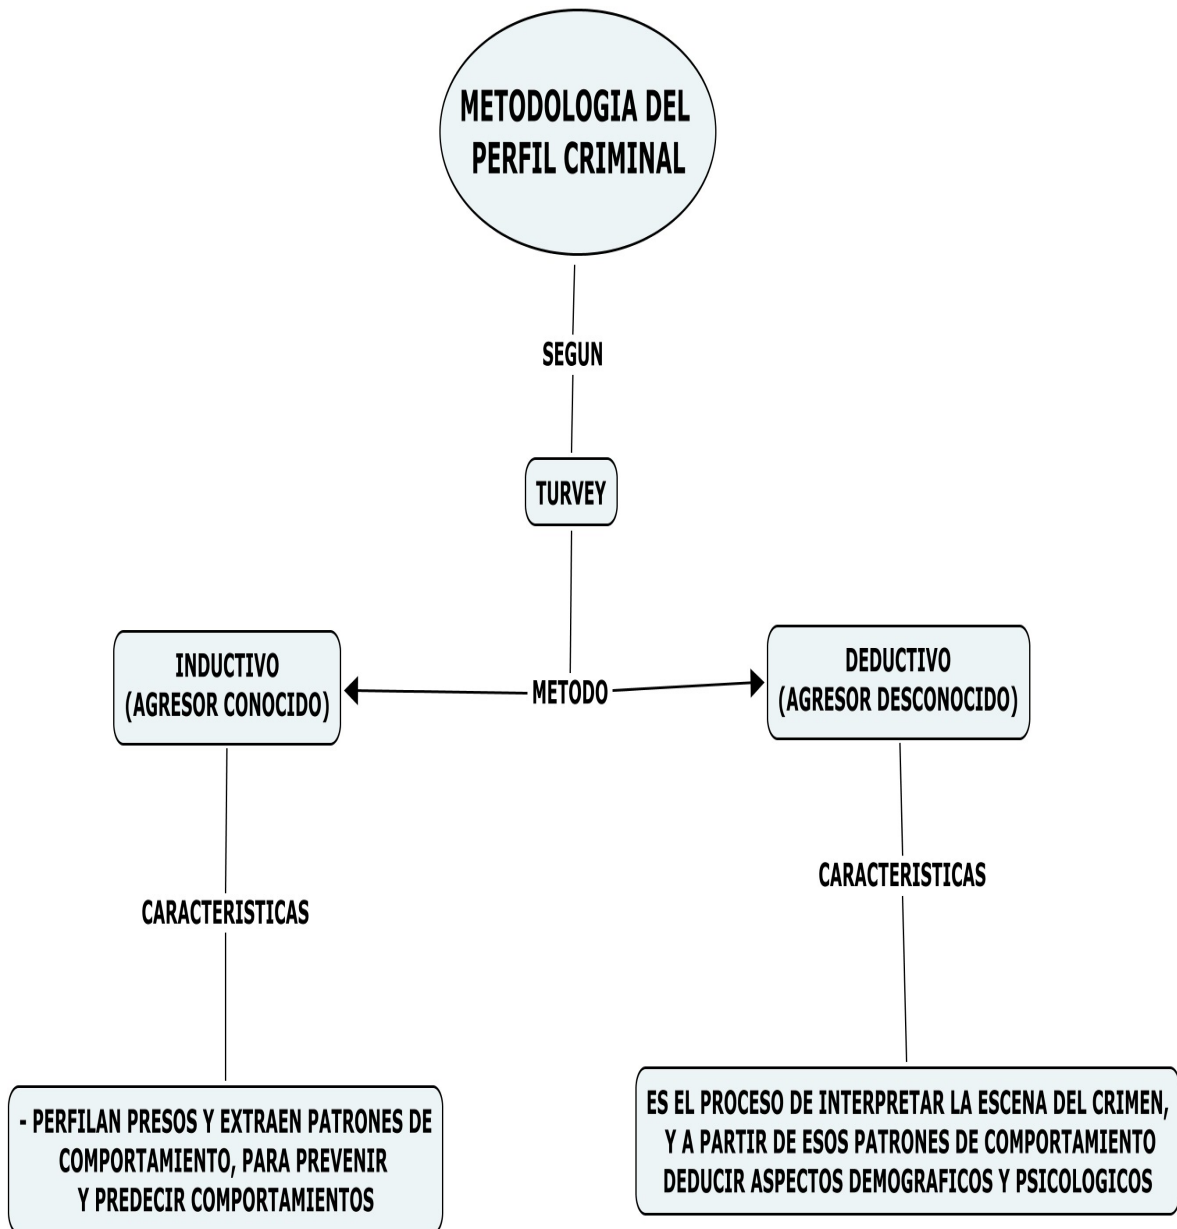 METODOLOGIA DEL
PERFIL CRIMINAL
SEGUN
TURVEY
METODO
INDUCTIVO
(AGRESOR CONOCIDO)
DEDUCTIVO
(AGRESOR DESCONOCIDO)
CARACTERISTICAS
CARACTERISTICAS
- PERFILAN PRESOS Y EXTRAEN PATRONES DE
COMPORTAMIENTO, PARA PREVENIR
Y PREDECIR COMPORTAMIENTOS
ES EL PROCESO DE INTERPRETAR LA ESCENA DEL CRIMEN,
Y A PARTIR DE ESOS PATRONES DE COMPORTAMIENTO
DEDUCIR ASPECTOS DEMOGRAFICOS Y PSICOLOGICOS